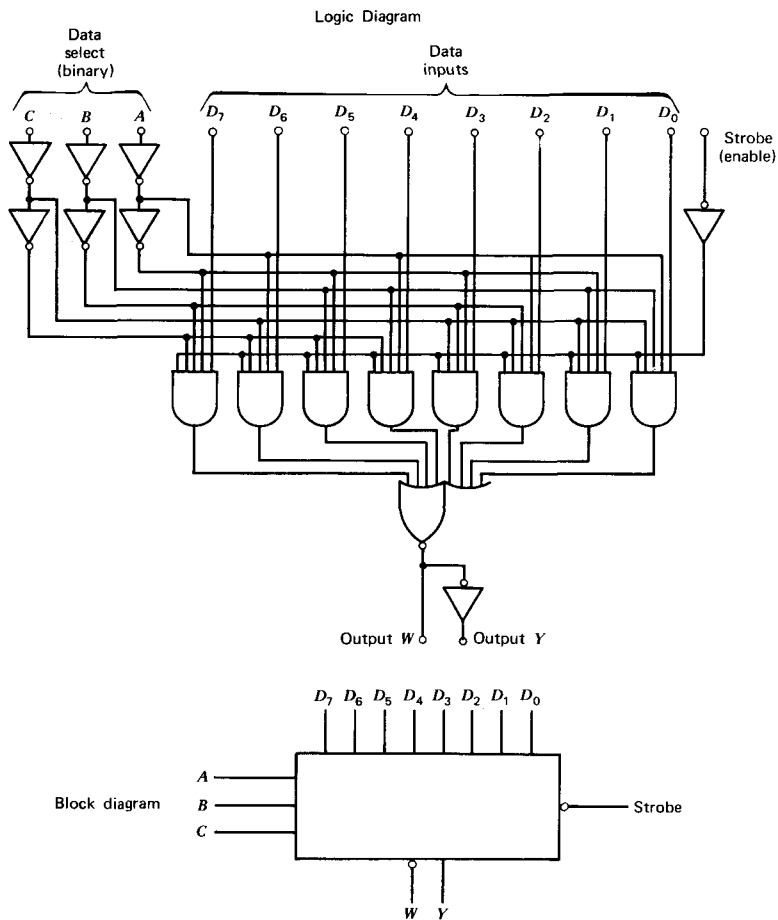 Logic Diagram
Data
select
(binary)
Data
inputs
C B A D7 D6 D5 D4 D3 D2 D1 D0
Strobe
(enable)
Output W
Output Y
D7 D6 D5 D4 D3 D2 D1 D0
A
Block diagram B
C
Strobe
W Y